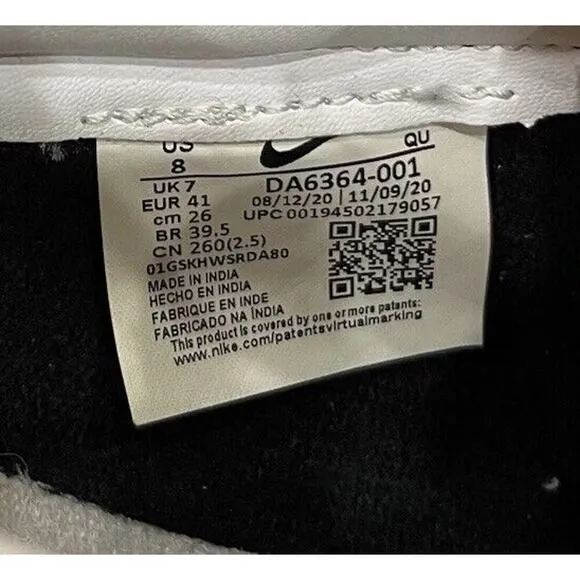 US QU
8
UK 7 DA6364-001
EUR 41 08/12/20 | 11/09/20
cm 26 UPC 00194502179057
BR 39.5
CN 260(2.5)
01GSKHWSRDA80
MADE IN INDIA
HECHO EN INDIA
FABRIQUE EN INDE
FABRICADO NA ÍNDIA
This product is covered by one or more patents:
www.nike.com/patentsvirtualmarking